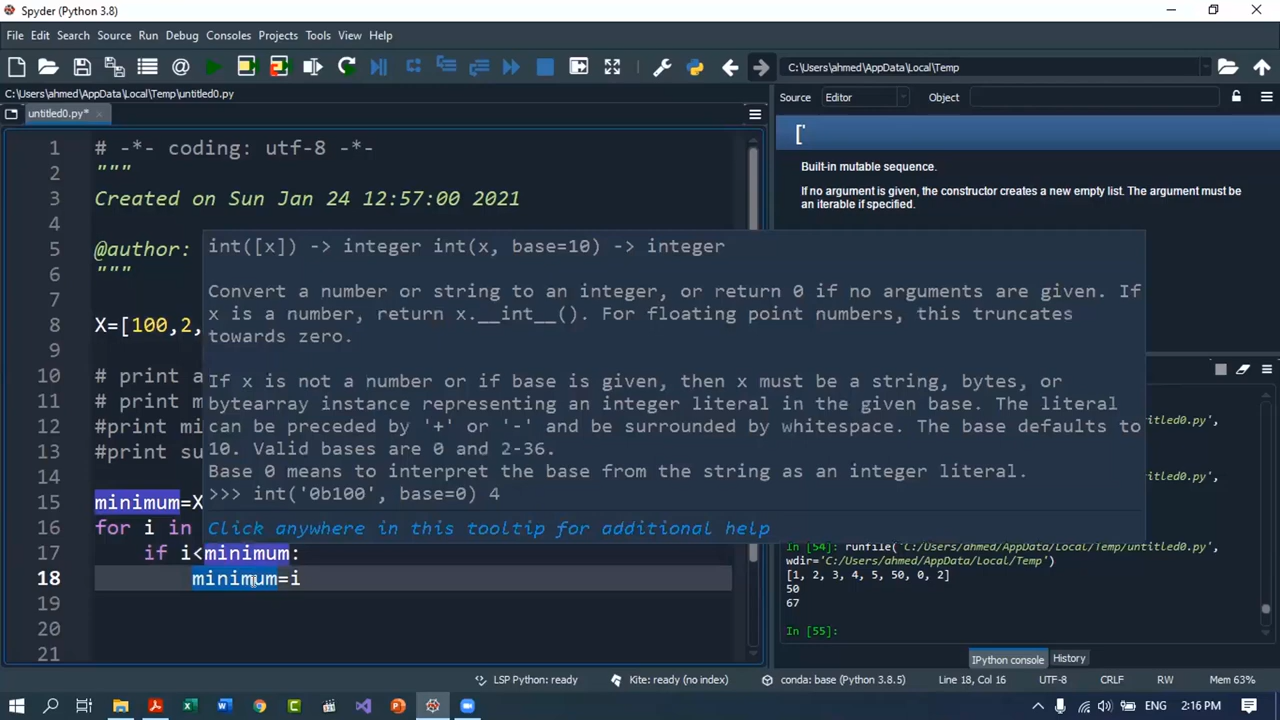 Spyder (Python 3.8)
File Edit Search Source Run Debug Consoles Projects Tools View Help
C:\Users\ahmed\AppData\Local\Temp
C:\Users\ahmed\AppData\Local\Temp\untitled0.py
Source Editor Object
untitled0.py*
[
Built-in mutable sequence.
If no argument is given, the constructor creates a new empty list. The argument must be
an iterable if specified.
1 # -*- coding: utf-8 -*-
2 """
3 Created on Sun Jan 24 12:57:00 2021
4
5 @author:
6 """
7
8 X=[100,2,
9
10 # print a
11 # print m
12 #print mi
13 #print su
15 minimum=X
16 for i in
17 if i<minimum:
18 minimum=i
19
20
21
int([x]) -> integer int(x, base=10) -> integer
Convert a number or string to an integer, or return 0 if no arguments are given. If
x is a number, return x.__int__(). For floating point numbers, this truncates
towards zero.
If x is not a number or if base is given, then x must be a string, bytes, or
bytearray instance representing an integer literal in the given base. The literal
can be preceded by '+' or '-' and be surrounded by whitespace. The base defaults to
10. Valid bases are 0 and 2-36.
Base 0 means to interpret the base from the string as an integer literal.
>>> int('0b100', base=0) 4
Click anywhere in this tooltip for additional help
In [54]: runfile('C:/Users/ahmed/AppData/Local/Temp/untitled0.py',
wdir='C:/Users/ahmed/AppData/Local/Temp')
[1, 2, 3, 4, 5, 50, 0, 2]
50
67
In [55]:
IPython console History
LSP Python: ready Kite: ready (no index) conda: base (Python 3.8.5) Line 18, Col 16 UTF-8 CRLF RW Mem 63%
ENG 2:16 PM